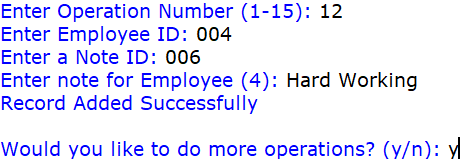 Enter Operation Number (1-15): 12
Enter Employee ID: 004
Enter a Note ID: 006
Enter note for Employee (4): Hard Working
Record Added Successfully
Would you like to do more operations? (y/n): y